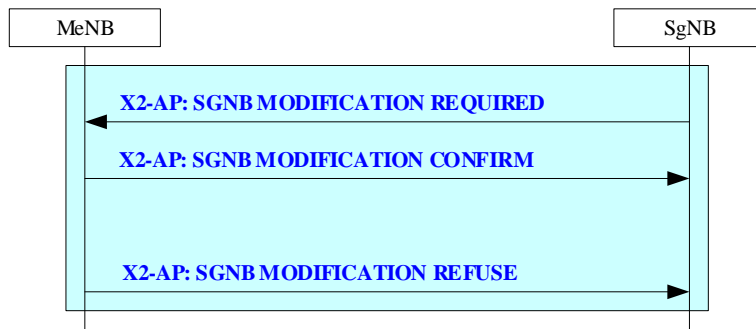 MeNB
SgNB
X2-AP: SGNB MODIFICATION REQUIRED
X2-AP: SGNB MODIFICATION CONFIRM
X2-AP: SGNB MODIFICATION REFUSE